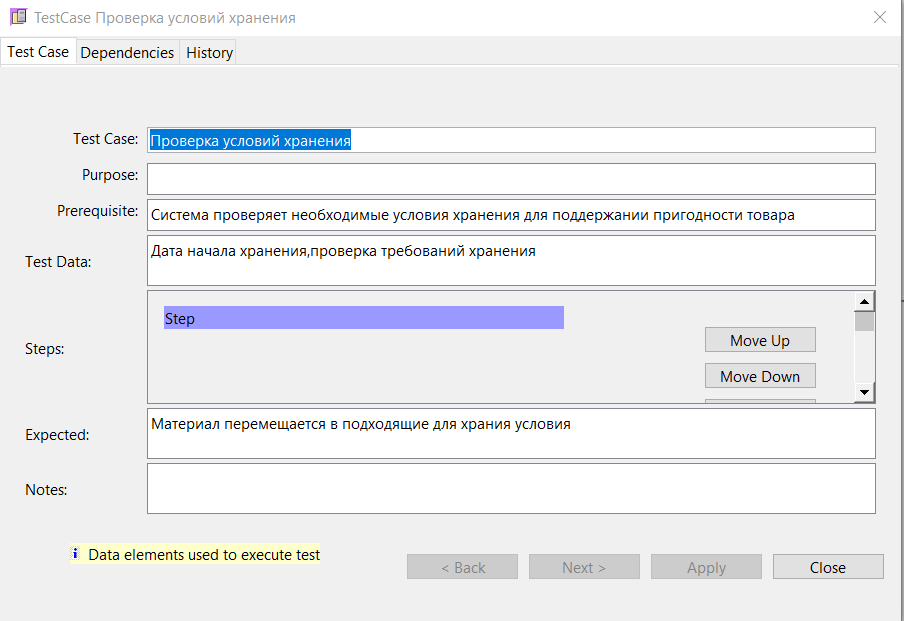 TestCase Проверка условий хранения
Test Case Dependencies History
Test Case: Проверка условий хранения
Purpose:
Prerequisite: Система проверяет необходимые условия хранения для поддержании пригодности товара
Test Data: Дата начала хранения,проверка требований хранения
Step
Steps:
Move Up
Move Down
Expected: Материал перемещается в подходящие для храния условия
Notes:
i Data elements used to execute test
< Back Next > Apply Close